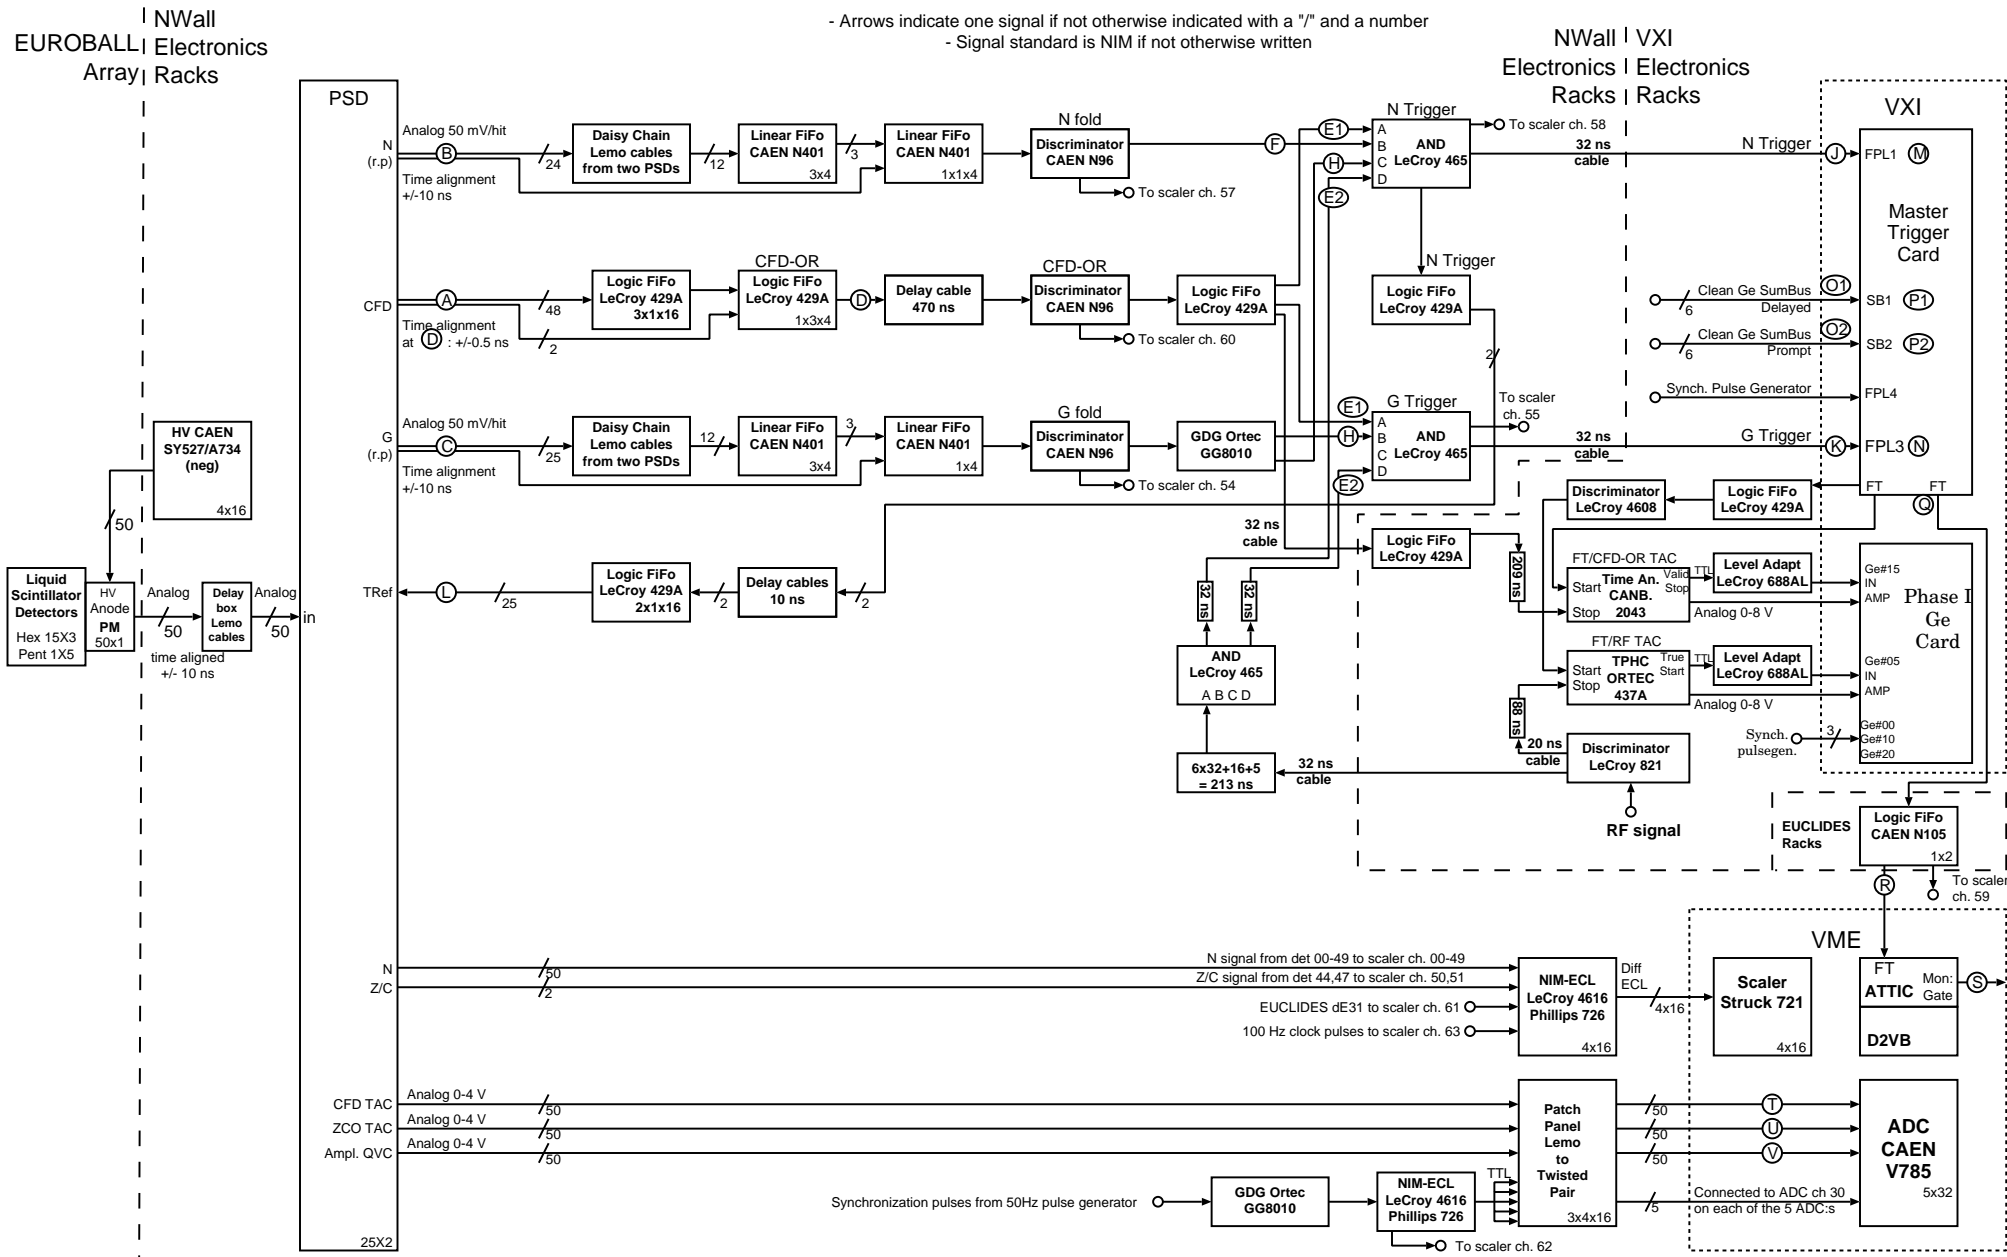 - Arrows indicate one signal if not otherwise indicated with a "/" and a number
- Signal standard is NIM if not otherwise written
EUROBALL
Array
NWall
Electronics
Racks
NWall
Electronics
Racks
VXI
Electronics
Racks
PSD
N
(r.p)
Analog 50 mV/hit
B
24
Time alignment
+/-10 ns
Daisy Chain
Lemo cables
from two PSDs
12
Linear FiFo
CAEN N401
3x4
3
Linear FiFo
CAEN N401
1x1x4
N fold
Discriminator
CAEN N96
To scaler ch. 57
F
E1
H
E2
N Trigger
A
B
C
D
AND
LeCroy 465
To scaler ch. 58
32 ns
cable
N Trigger
J
FPL1
M
VXI
Master
Trigger
Card
CFD
A
48
Time alignment
at D : +/-0.5 ns
2
Logic FiFo
LeCroy 429A
3x1x16
CFD-OR
Logic FiFo
LeCroy 429A
1x3x4
D
Delay cable
470 ns
CFD-OR
Discriminator
CAEN N96
To scaler ch. 60
Logic FiFo
LeCroy 429A
N Trigger
Logic FiFo
LeCroy 429A
2
Clean Ge SumBus
6
Delayed
O1
SB1
P1
Clean Ge SumBus
6
Prompt
O2
SB2
P2
Synch. Pulse Generator
FPL4
G
(r.p)
Analog 50 mV/hit
C
25
Time alignment
+/-10 ns
Daisy Chain
Lemo cables
from two PSDs
12
Linear FiFo
CAEN N401
3x4
3
Linear FiFo
CAEN N401
1x4
G fold
Discriminator
CAEN N96
To scaler ch. 54
GDG Ortec
GG8010
E1
H
E2
G Trigger
A
B
C
D
AND
LeCroy 465
To scaler
ch. 55
32 ns
cable
G Trigger
K
FPL3
N
FT
FT
Q
HV CAEN
SY527/A734
(neg)
4x16
50
Liquid
Scintillator
Detectors
Hex 15X3
Pent 1X5
HV
Anode
PM
50x1
Analog
50
time aligned
+/- 10 ns
Delay
box
Lemo
cables
Analog
50
in
TRef
L
25
Logic FiFo
LeCroy 429A
2x1x16
2
Delay cables
10 ns
2
32 ns
cable
Logic FiFo
LeCroy 429A
209 ns
Discriminator
LeCroy 4608
Logic FiFo
LeCroy 429A
FT/CFD-OR TAC
Start
Stop
Time An.
CANB.
2043
Valid
Stop
TTL
Level Adapt
LeCroy 688AL
Analog 0-8 V
Ge#15
IN
AMP
Phase I
Ge
Card
FT/RF TAC
Start
Stop
TPHC
ORTEC
437A
True
Start
TTL
Level Adapt
LeCroy 688AL
Analog 0-8 V
Ge#05
IN
AMP
Synch.
pulsegen.
3
Ge#00
Ge#10
Ge#20
32 ns
32 ns
AND
LeCroy 465
A B C D
6x32+16+5
= 213 ns
32 ns
cable
88 ns
20 ns
cable
Discriminator
LeCroy 821
RF signal
EUCLIDES
Racks
Logic FiFo
CAEN N105
1x2
R
To scaler
ch. 59
N
50
N signal from det 00-49 to scaler ch. 00-49
Z/C
2
Z/C signal from det 44,47 to scaler ch. 50,51
EUCLIDES dE31 to scaler ch. 61
100 Hz clock pulses to scaler ch. 63
NIM-ECL
LeCroy 4616
Phillips 726
4x16
Diff
ECL
4x16
VME
Scaler
Struck 721
4x16
FT
ATTIC
Mon:
Gate
S
D2VB
CFD TAC
Analog 0-4 V
50
ZCO TAC
Analog 0-4 V
50
Ampl. QVC
Analog 0-4 V
50
Patch
Panel
Lemo
to
Twisted
Pair
3x4x16
50
T
50
U
50
V
ADC
CAEN
V785
5x32
Synchronization pulses from 50Hz pulse generator
GDG Ortec
GG8010
NIM-ECL
LeCroy 4616
Phillips 726
TTL
To scaler ch. 62
5
Connected to ADC ch 30
on each of the 5 ADC:s
25X2